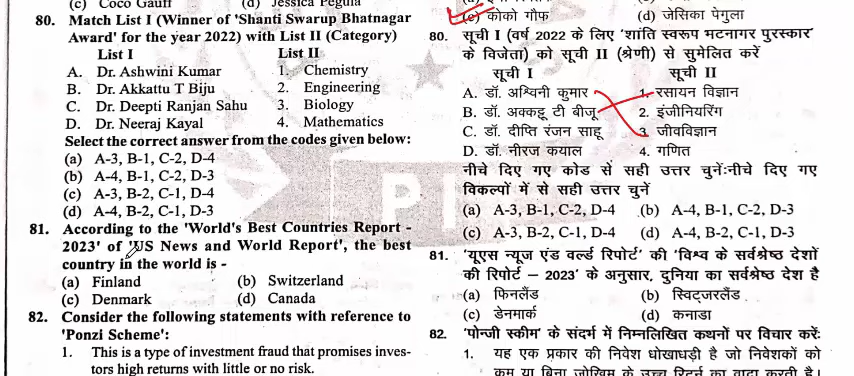 (c) Coco Gauff (d) Jessica Pegula
80. Match List I (Winner of 'Shanti Swarup Bhatnagar
Award' for the year 2022) with List II (Category)
List I List II
A. Dr. Ashwini Kumar 1. Chemistry
B. Dr. Akkattu T Biju 2. Engineering
C. Dr. Deepti Ranjan Sahu 3. Biology
D. Dr. Neeraj Kayal 4. Mathematics
Select the correct answer from the codes given below:
(a) A-3, B-1, C-2, D-4
(b) A-4, B-1, C-2, D-3
(c) A-3, B-2, C-1, D-4
(d) A-4, B-2, C-1, D-3
81. According to the 'World's Best Countries Report -
2023' of 'US News and World Report', the best
country in the world is -
(a) Finland (b) Switzerland
(c) Denmark (d) Canada
82. Consider the following statements with reference to
'Ponzi Scheme':
1. This is a type of investment fraud that promises inves-
tors high returns with little or no risk.
(c) कोको गौफ (d) जेसिका पेगुला
80. सूची I (वर्ष 2022 के लिए 'शांति स्वरूप भटनागर पुरस्कार'
के विजेता) को सूची II (श्रेणी) से सुमेलित करें
सूची I सूची II
A. डॉ. अश्विनी कुमार 1. रसायन विज्ञान
B. डॉ. अक्कट्टू टी बीजू 2. इंजीनियरिंग
C. डॉ. दीप्ति रंजन साहू 3. जीवविज्ञान
D. डॉ. नीरज कयाल 4. गणित
नीचे दिए गए कोड से सही उत्तर चुनें:नीचे दिए गए
विकल्पों में से सही उत्तर चुनें
(a) A-3, B-1, C-2, D-4 (b) A-4, B-1, C-2, D-3
(c) A-3, B-2, C-1, D-4 (d) A-4, B-2, C-1, D-3
81. 'यूएस न्यूज एंड वर्ल्ड रिपोर्ट' की 'विश्व के सर्वश्रेष्ठ देशों
की रिपोर्ट – 2023' के अनुसार, दुनिया का सर्वश्रेष्ठ देश है
(a) फिनलैंड (b) स्विट्जरलैंड
(c) डेनमार्क (d) कनाडा
82. 'पोन्जी स्कीम' के संदर्भ में निम्नलिखित कथनों पर विचार करें:
1. यह एक प्रकार की निवेश धोखाधड़ी है जो निवेशकों को
कम या बिना जोखिम के उच्च रिटर्न का वादा करती है।